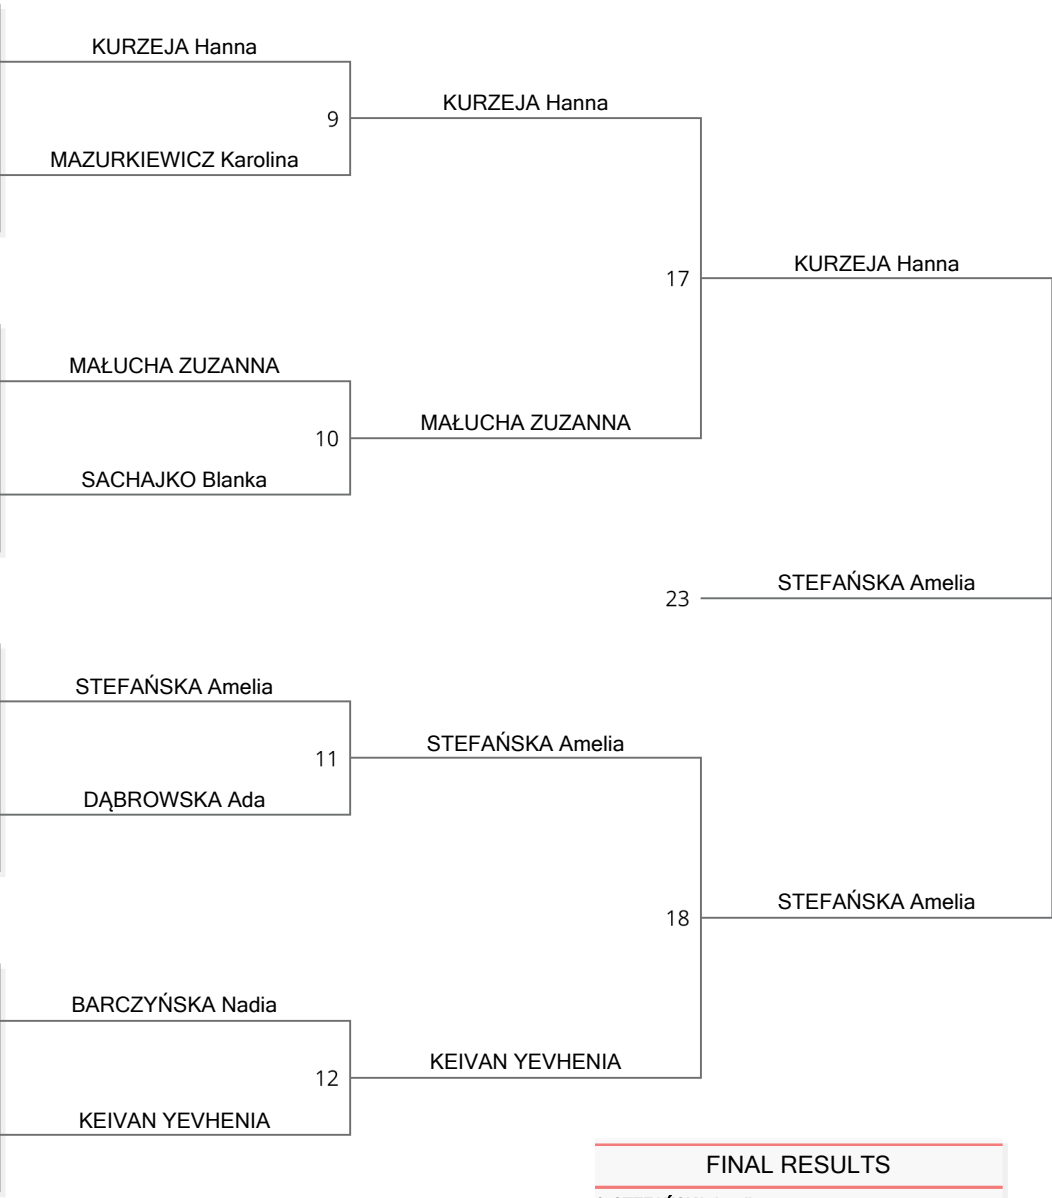 KURZEJA Hanna
9
KURZEJA Hanna
MAZURKIEWICZ Karolina
17
KURZEJA Hanna
MAŁUCHA ZUZANNA
10
MAŁUCHA ZUZANNA
SACHAJKO Blanka
23
STEFAŃSKA Amelia
STEFAŃSKA Amelia
11
STEFAŃSKA Amelia
DĄBROWSKA Ada
18
STEFAŃSKA Amelia
BARCZYŃSKA Nadia
12
KEIVAN YEVHENIA
KEIVAN YEVHENIA
FINAL RESULTS